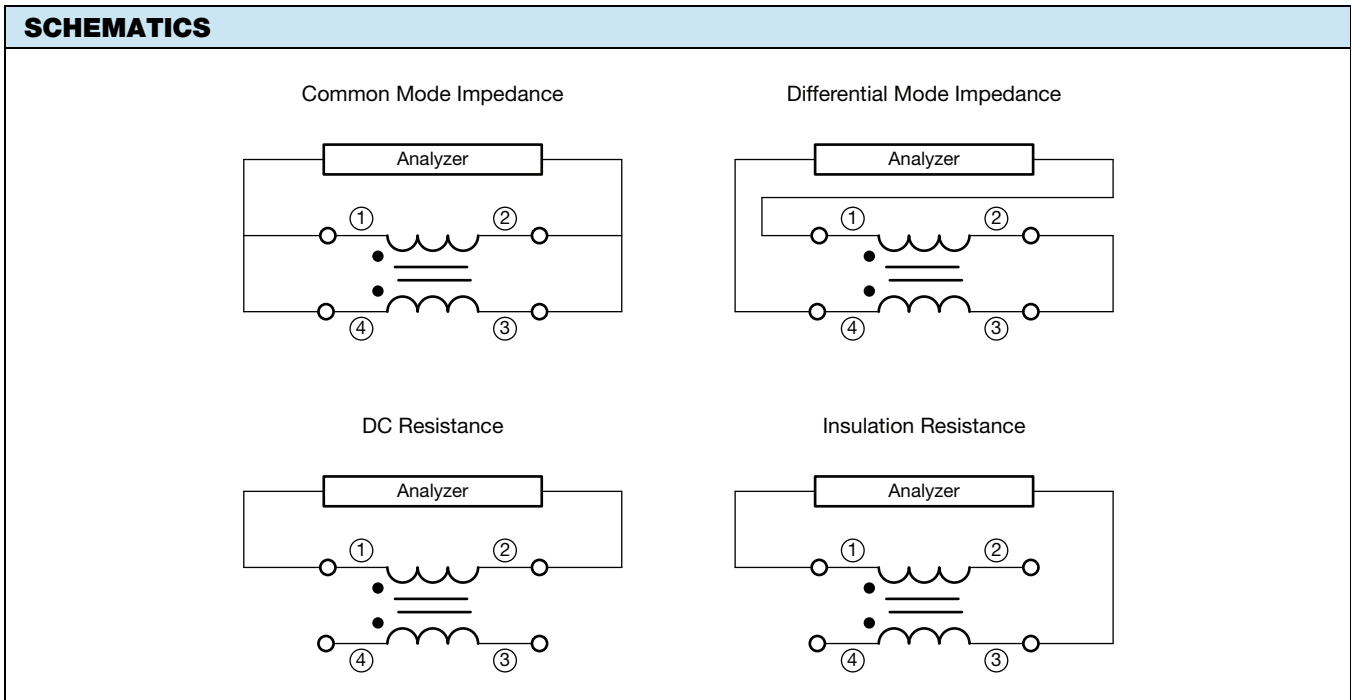 SCHEMATICS
Common Mode Impedance
Analyzer
1 2
4 3
Differential Mode Impedance
Analyzer
1 2
4 3
DC Resistance
Analyzer
1 2
4 3
Insulation Resistance
Analyzer
1 2
4 3